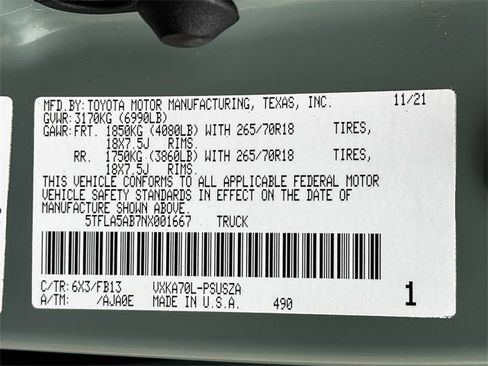 MFD.BY:TOYOTA MOTOR MANUFACTURING, TEXAS, INC. 11/21
GVWR:3170KG (6990LB)
GAWR:FRT. 1850KG (4080LB) WITH 265/70R18 TIRES,
18X7.5J RIMS.
RR. 1750KG (3860LB) WITH 265/70R18 TIRES,
18X7.5J RIMS.
THIS VEHICLE CONFORMS TO ALL APPLICABLE FEDERAL MOTOR
VEHICLE SAFETY STANDARDS IN EFFECT ON THE DATE OF
MANUFACTURE SHOWN ABOVE.
5TFLA5AB7NX001667 TRUCK
C/TR:6X3/FB13 VXKA70L-PSUSZA
A/TM: /AJA0E MADE IN U.S.A. 490 1